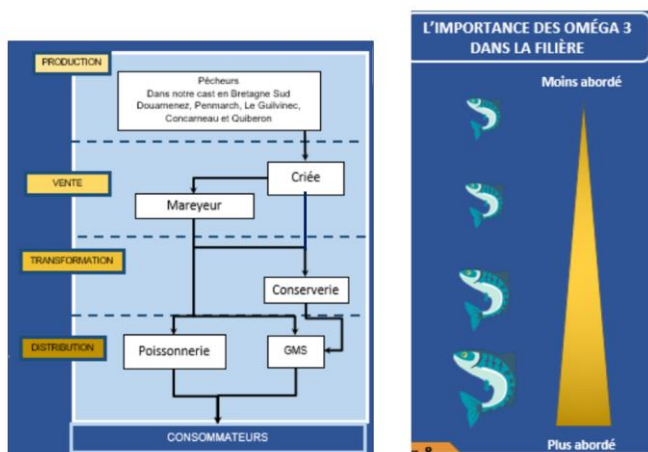 PRODUCTION
Pêcheurs
Dans notre cast en Bretagne Sud
Douarnenez, Penmarch, Le Guilvinec,
Concarneau et Quiberon
VENTE
Criée
Mareyeur
TRANSFORMATION
Conserverie
DISTRIBUTION
Poissonnerie
GMS
CONSOMMATEURS
L'IMPORTANCE DES OMÉGA 3
DANS LA FILIÈRE
Moins abordé
Plus abordé